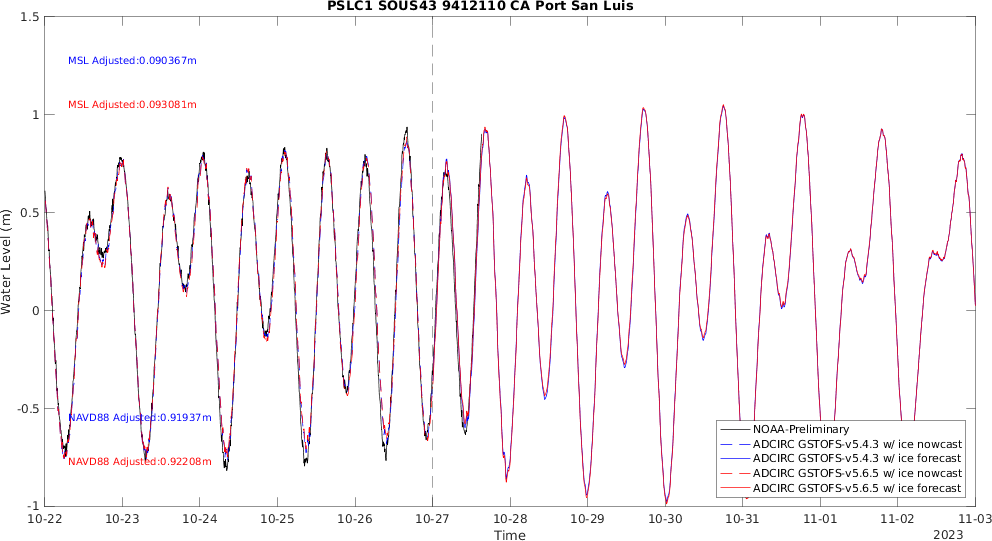 PSLC1 SOUS43 9412110 CA Port San Luis
1.5
1
0.5
0
-0.5
-1
Water Level (m)
MSL Adjusted:0.090367m
MSL Adjusted:0.093081m
NAVD88 Adjusted:0.91937m
NAVD88 Adjusted:0.92208m
NOAA-Preliminary
ADCIRC GSTOFS-v5.4.3 w/ ice nowcast
ADCIRC GSTOFS-v5.4.3 w/ ice forecast
ADCIRC GSTOFS-v5.6.5 w/ ice nowcast
ADCIRC GSTOFS-v5.6.5 w/ ice forecast
10-22 10-23 10-24 10-25 10-26 10-27 10-28 10-29 10-30 10-31 11-01 11-02 11-03
Time
2023